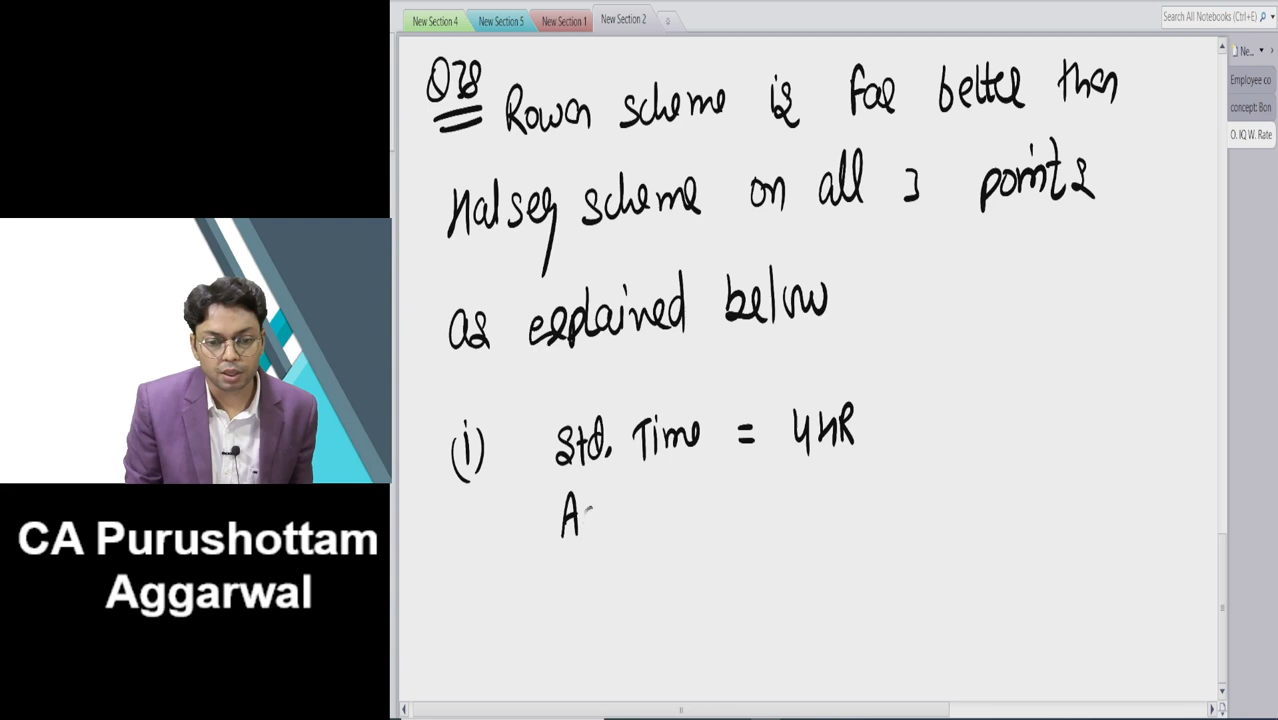 New Section 4
New Section 5
New Section 1
New Section 2
Search All Notebooks (Ctrl+E)
Ne...
Employee co
concept: Bon
O. IQ W. Rate
Q28
Rowan scheme is far better than
Halsey scheme on all 3 points
as explained below
(i) Std. Time = 4HR
A
CA Purushottam
Aggarwal